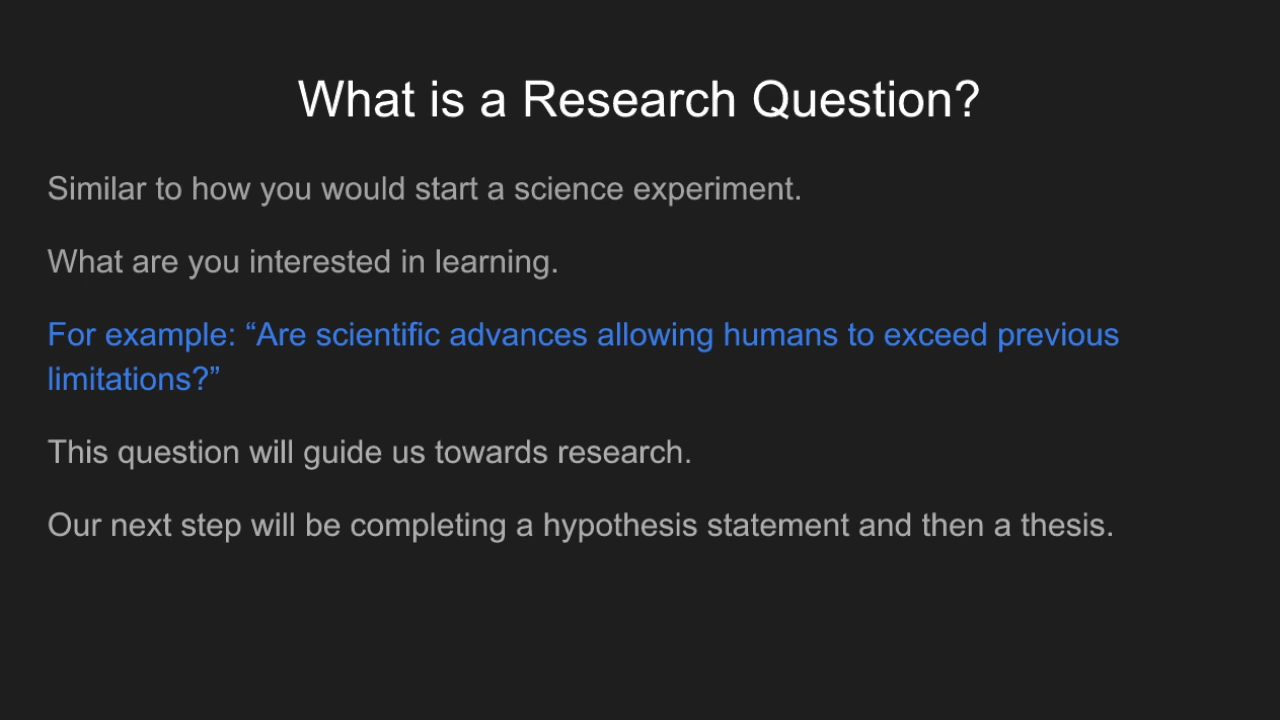 What is a Research Question?
Similar to how you would start a science experiment.
What are you interested in learning.
For example: “Are scientific advances allowing humans to exceed previous
limitations?”
This question will guide us towards research.
Our next step will be completing a hypothesis statement and then a thesis.